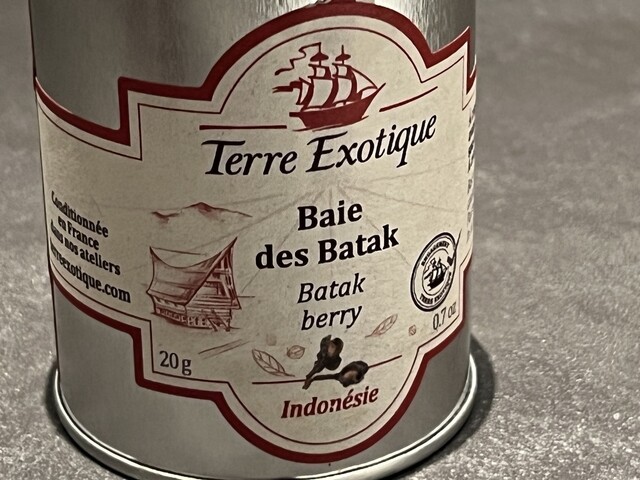 Terre Exotique
Baie
des Batak
Batak
berry
Conditionnée
en France
dans nos ateliers
terreexotique.com
20 g
0.7 oz
Indonésie